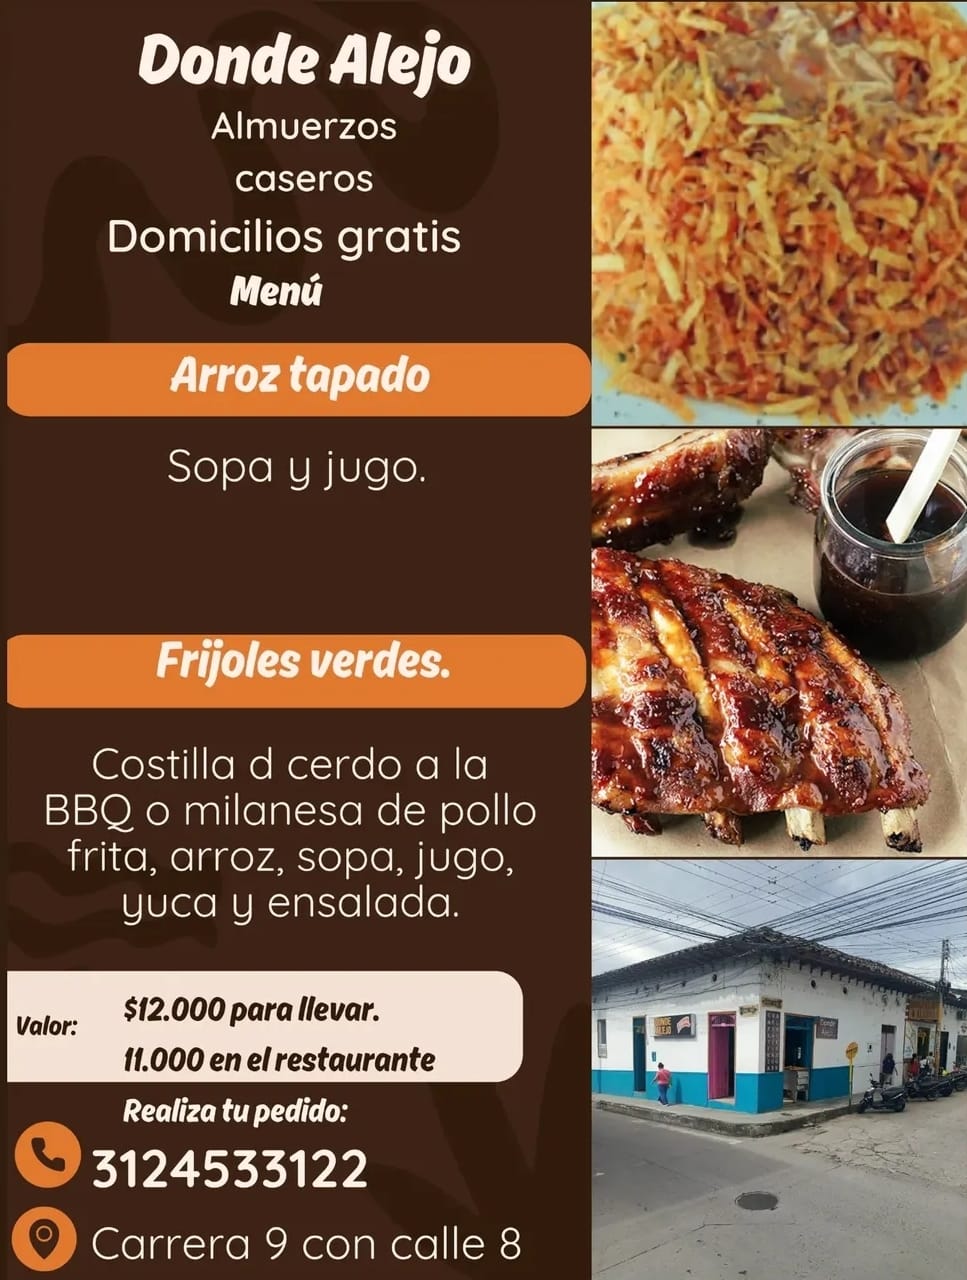 Donde Alejo
Almuerzos
caseros
Domicilios gratis
Menú
Arroz tapado
Sopa y jugo.
Frijoles verdes.
Costilla d cerdo a la
BBQ o milanesa de pollo
frita, arroz, sopa, jugo,
yuca y ensalada.
Valor:
$12.000 para llevar.
11.000 en el restaurante
Realiza tu pedido:
3124533122
Carrera 9 con calle 8
DONDE
ALEJO